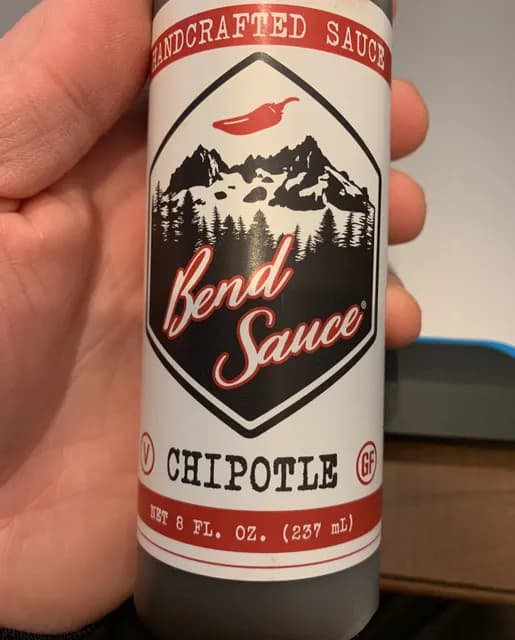 HANDCRAFTED SAUCE
Bend
Sauce®
V
CHIPOTLE
GF
NET 8 FL. OZ. (237 mL)